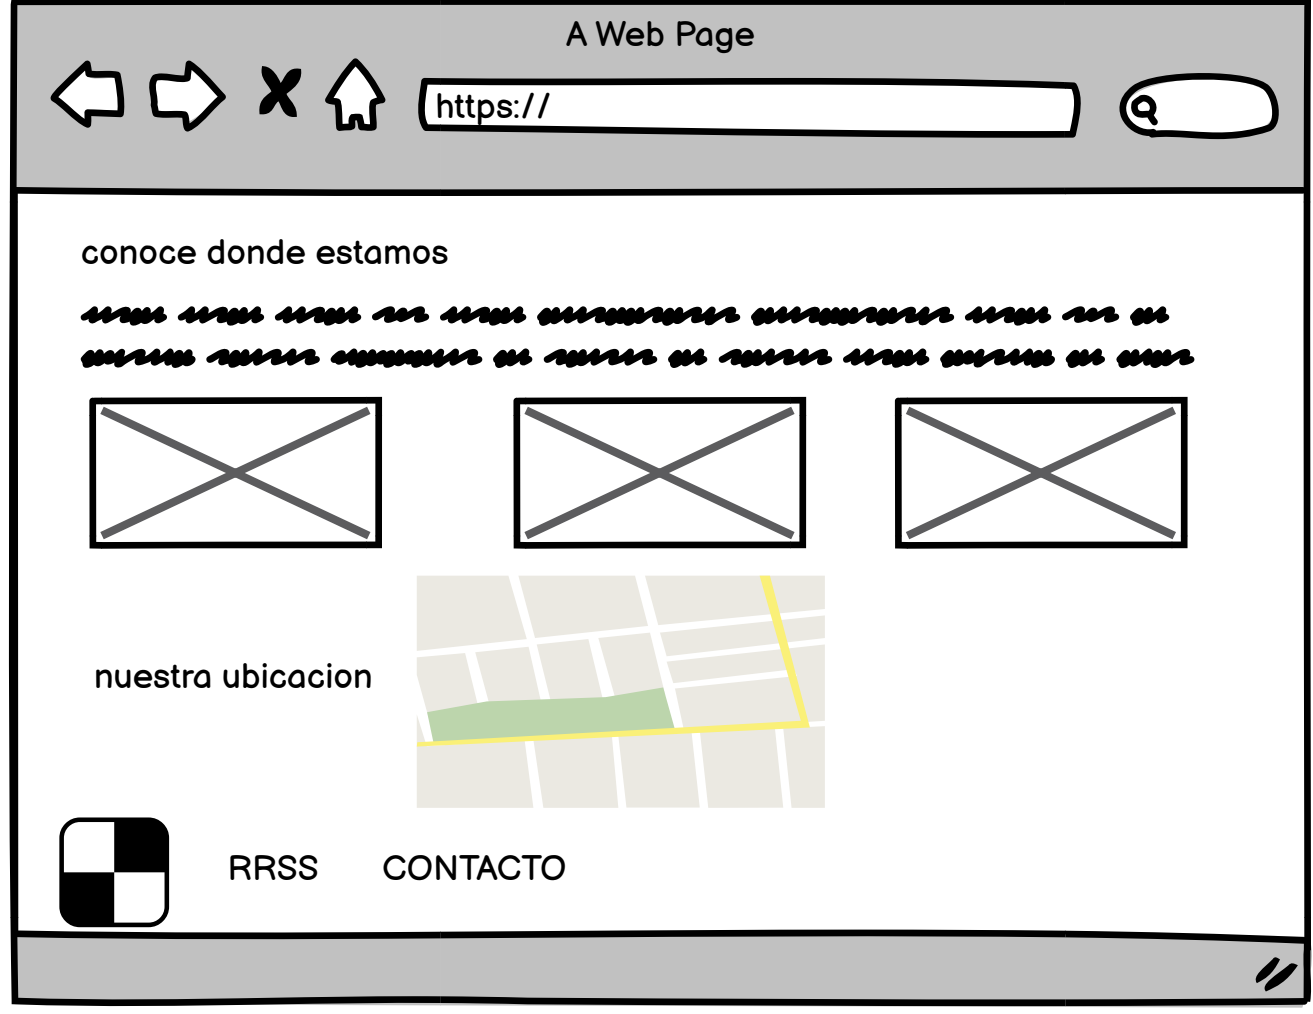 A Web Page
https://
conoce donde estamos
nuestra ubicacion
RRSS CONTACTO